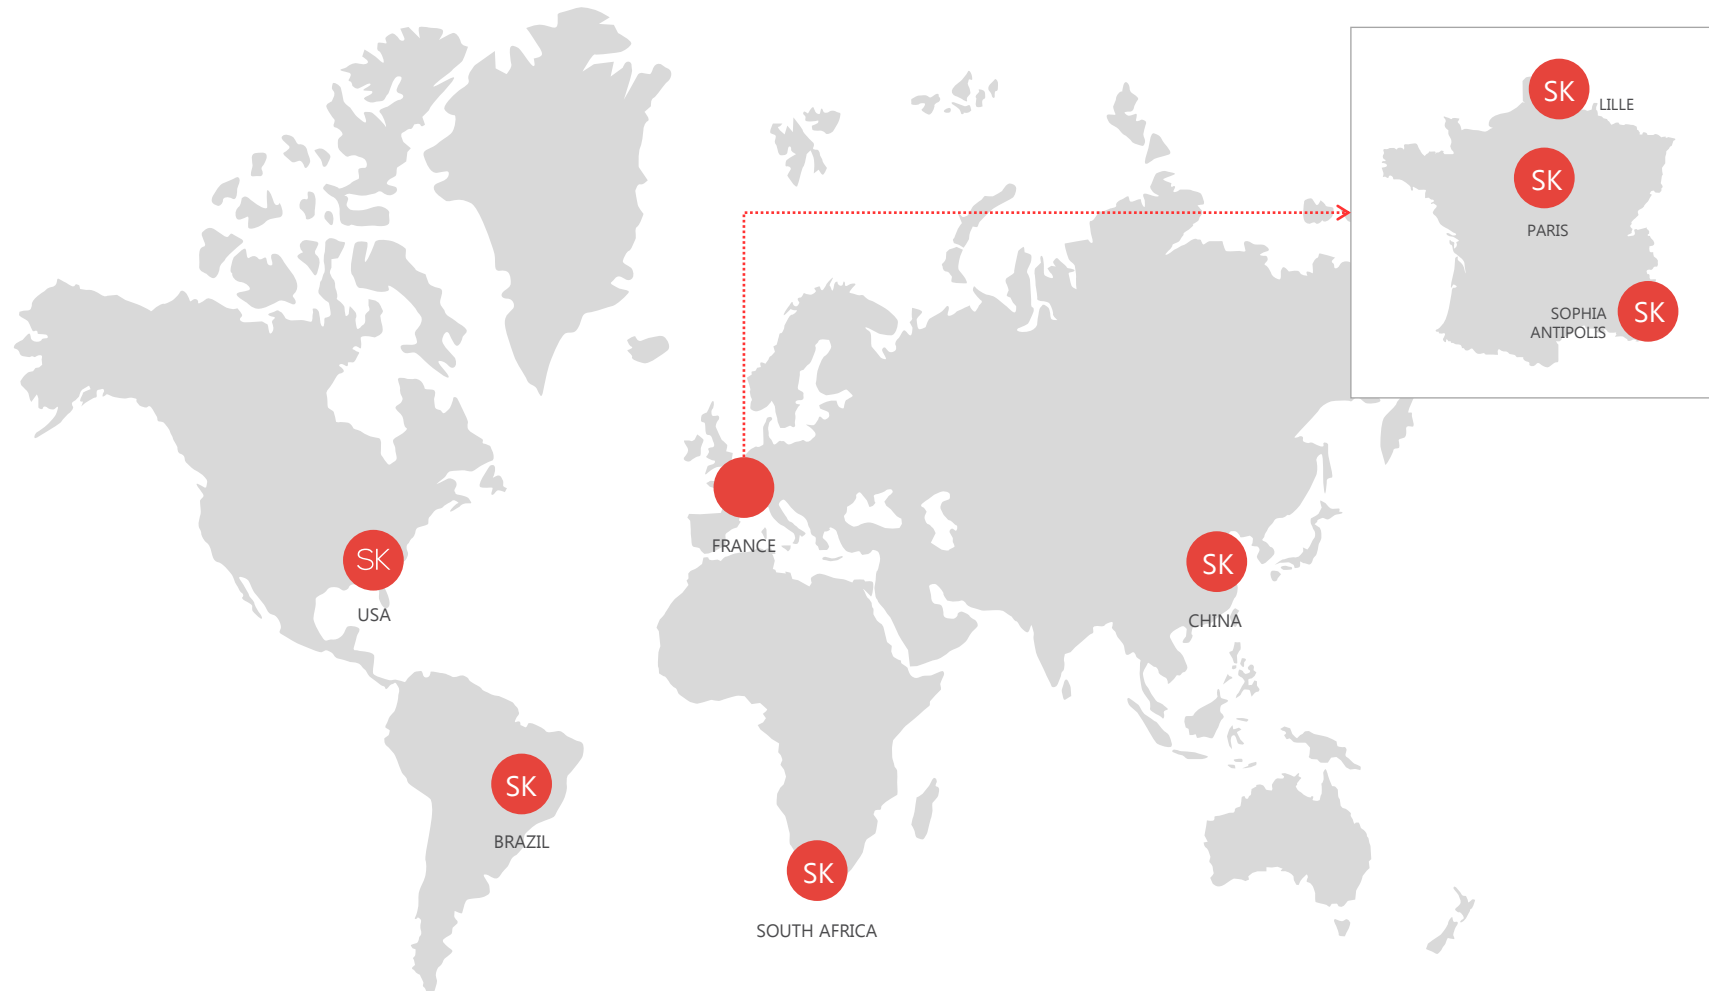 SK
LILLE
SK
PARIS
SOPHIA
ANTIPOLIS
SK
FRANCE
SK
USA
SK
CHINA
SK
BRAZIL
SK
SOUTH AFRICA